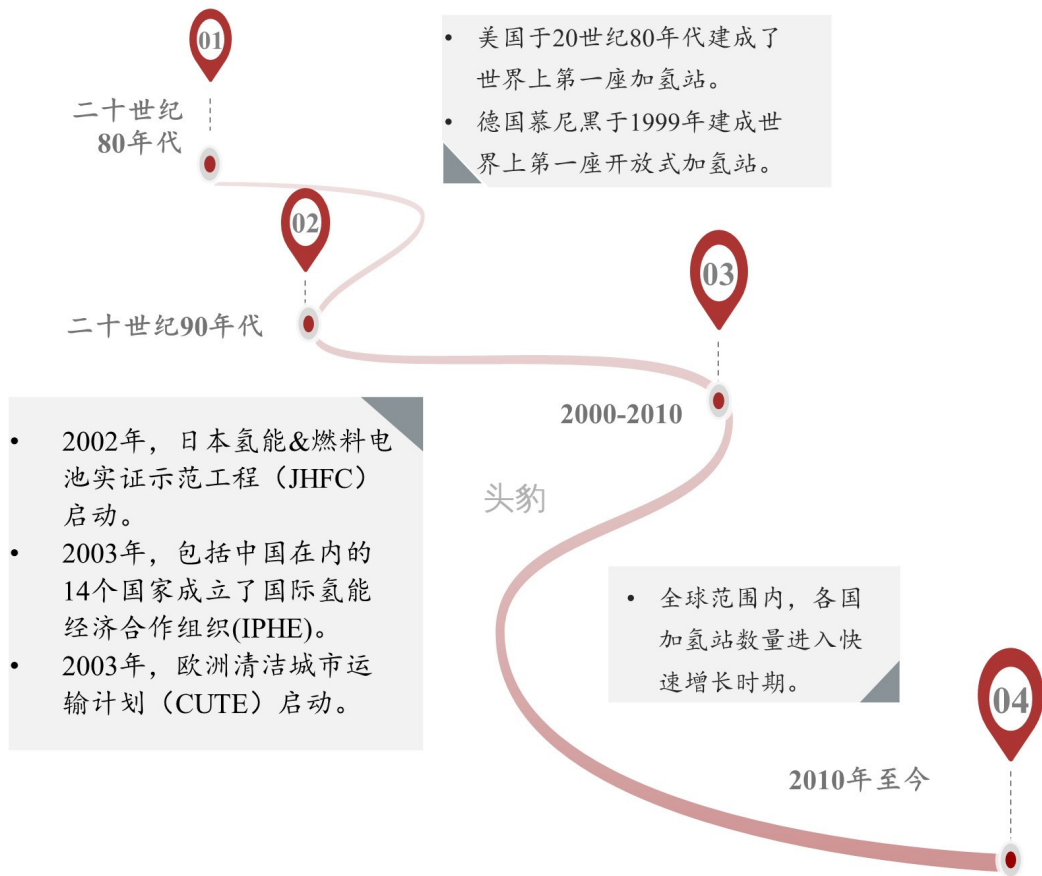 01
二十世纪
80年代
• 美国于20世纪80年代建成了
世界上第一座加氢站。
• 德国慕尼黑于1999年建成世
界上第一座开放式加氢站。
02
二十世纪90年代
03
2000-2010
• 2002年，日本氢能&燃料电
池实证示范工程（JHFC）
启动。
• 2003年，包括中国在内的
14个国家成立了国际氢能
经济合作组织(IPHE)。
• 2003年，欧洲清洁城市运
输计划（CUTE）启动。
头豹
• 全球范围内，各国
加氢站数量进入快
速增长时期。
04
2010年至今